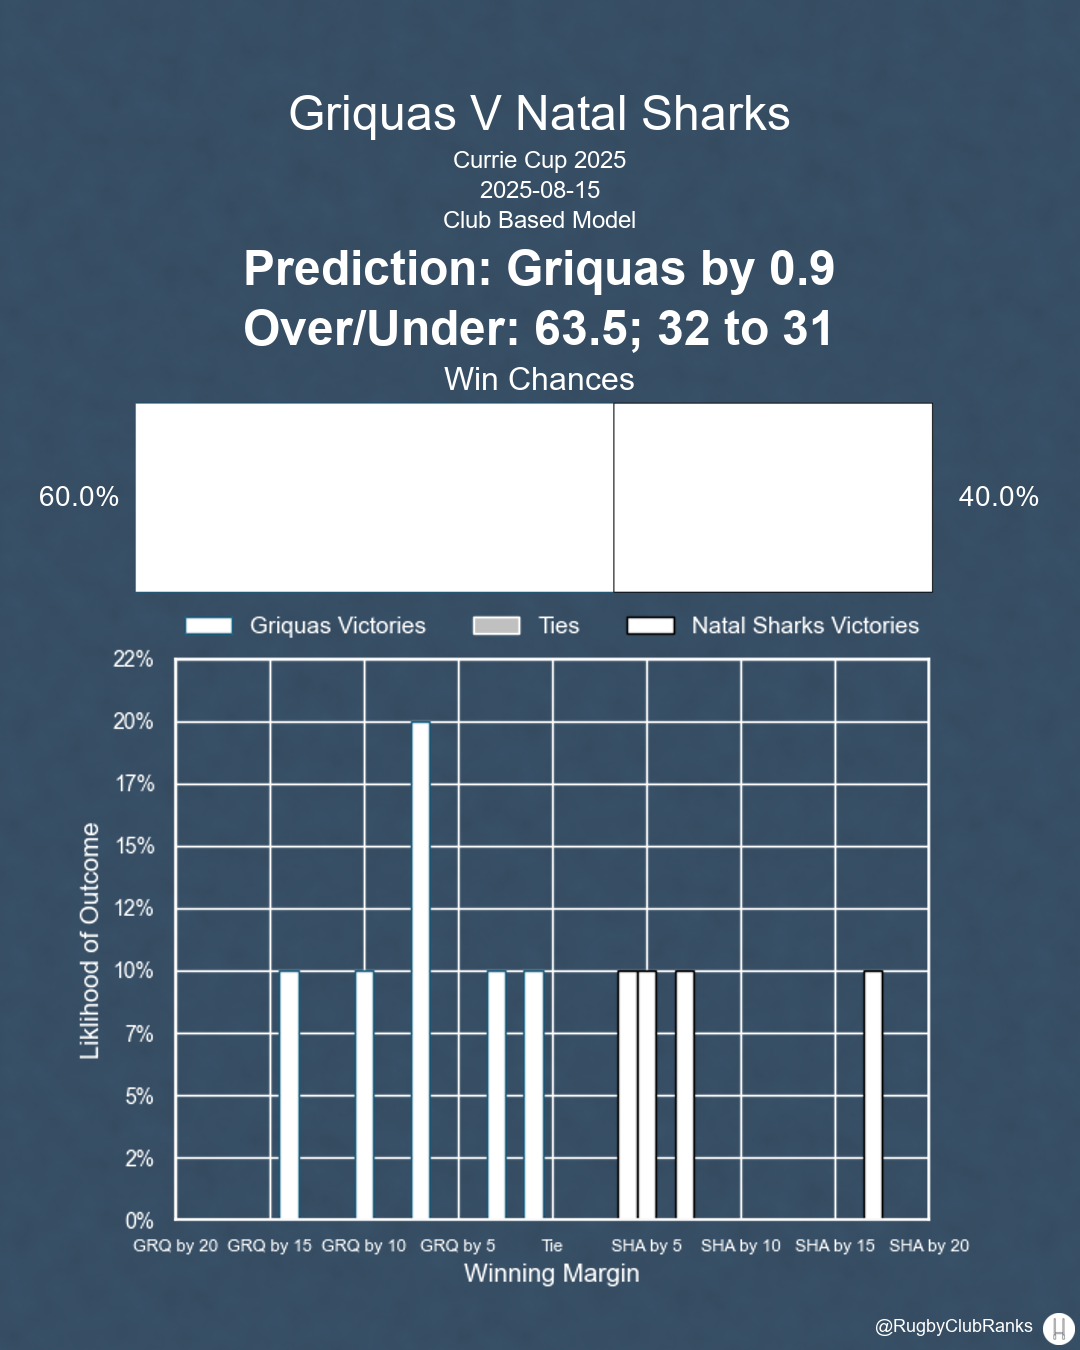 Griquas V Natal Sharks
Currie Cup 2025
2025-08-15
Club Based Model
Prediction: Griquas by 0.9
Over/Under: 63.5; 32 to 31
Win Chances
60.0%
40.0%
Griquas Victories
Ties
Natal Sharks Victories
22%
20%
17%
15%
12%
10%
7%
5%
2%
0%
Liklihood of Outcome
GRQ by 20 GRQ by 15 GRQ by 10 GRQ by 5 Tie SHA by 5 SHA by 10 SHA by 15 SHA by 20
Winning Margin
@RugbyClubRanks